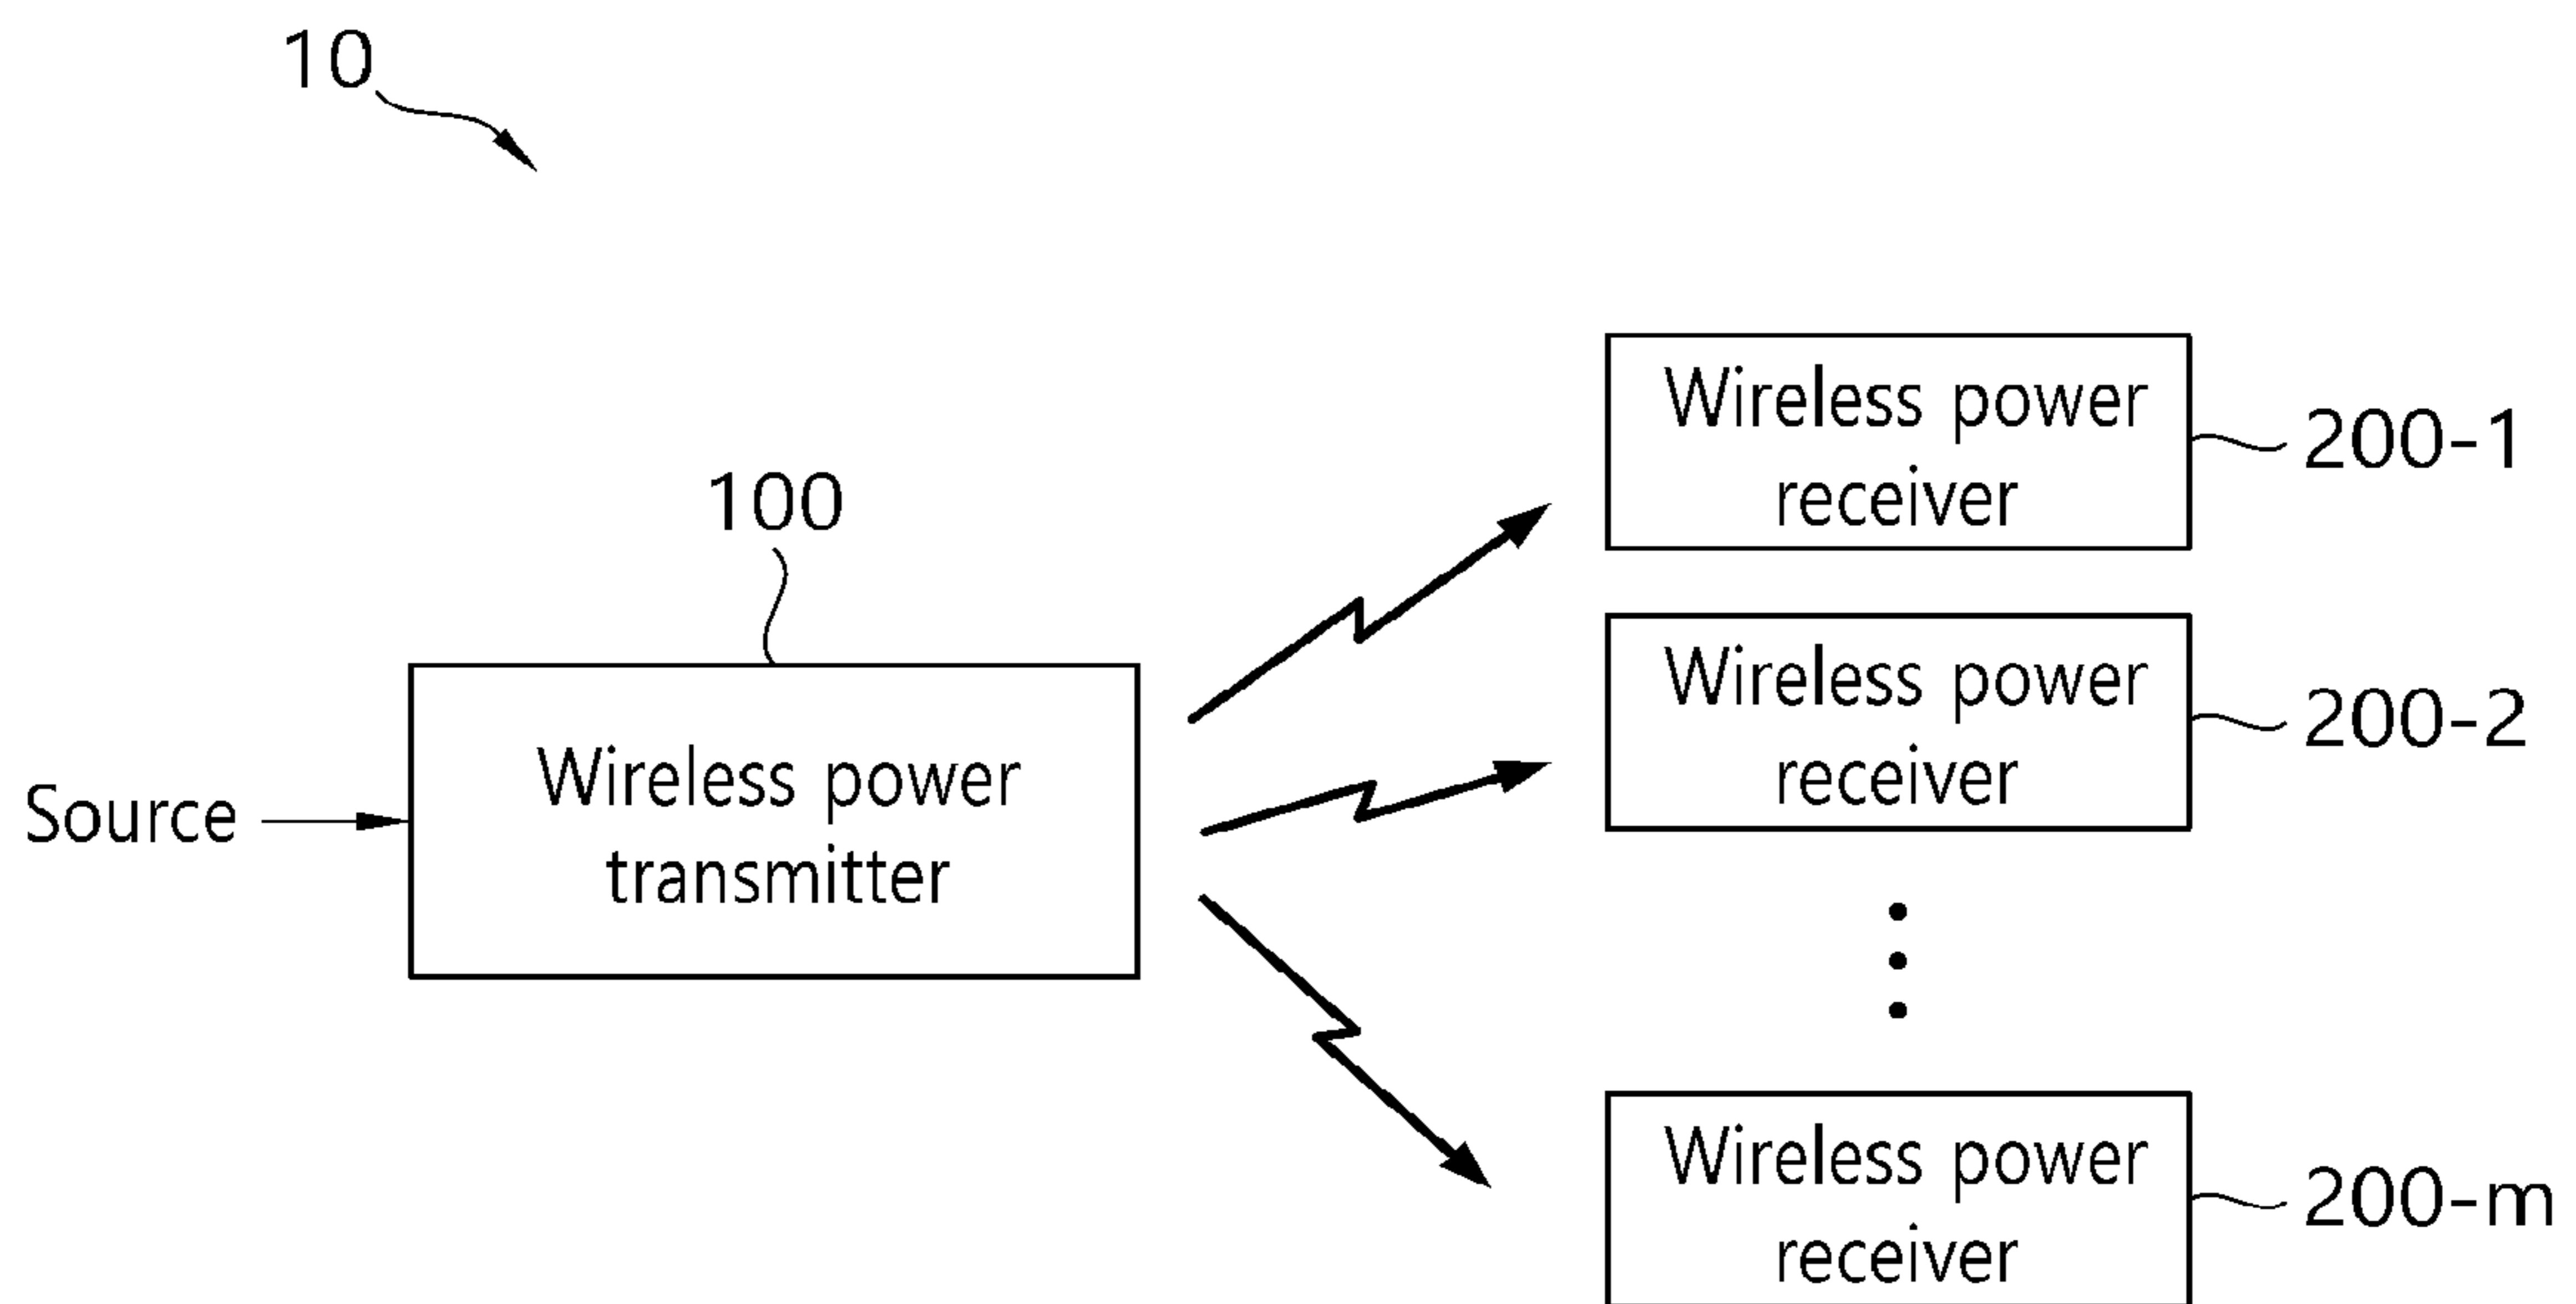 10
Wireless power
receiver
200-1
100
Wireless power
receiver
200-2
Source
Wireless power
transmitter
Wireless power
receiver
200-m